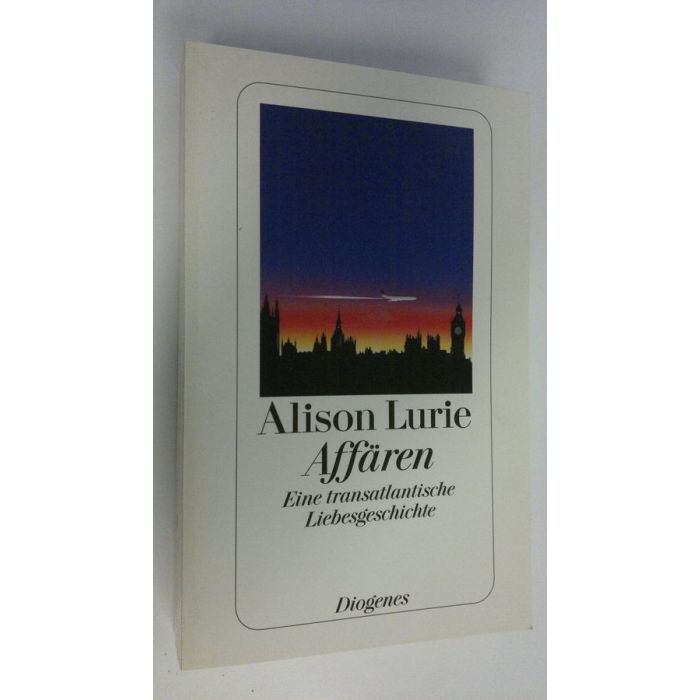 Alison Lurie
Affären
Eine transatlantische
Liebesgeschichte
Diogenes